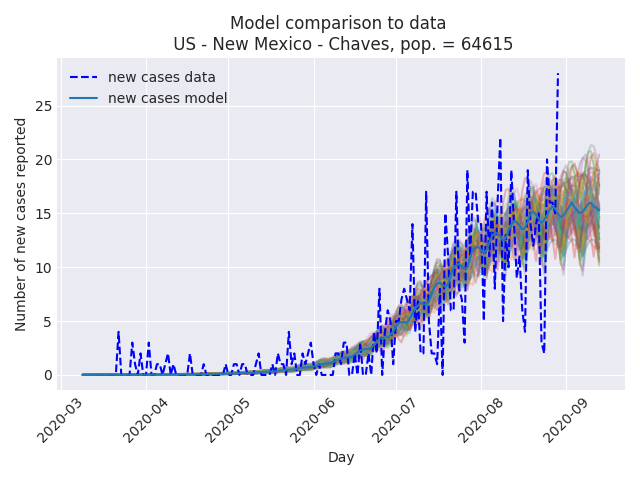 Model comparison to data
US - New Mexico - Chaves, pop. = 64615
new cases data
new cases model
Number of new cases reported
25
20
15
10
5
0
2020-03
2020-04
2020-05
2020-06
2020-07
2020-08
2020-09
Day